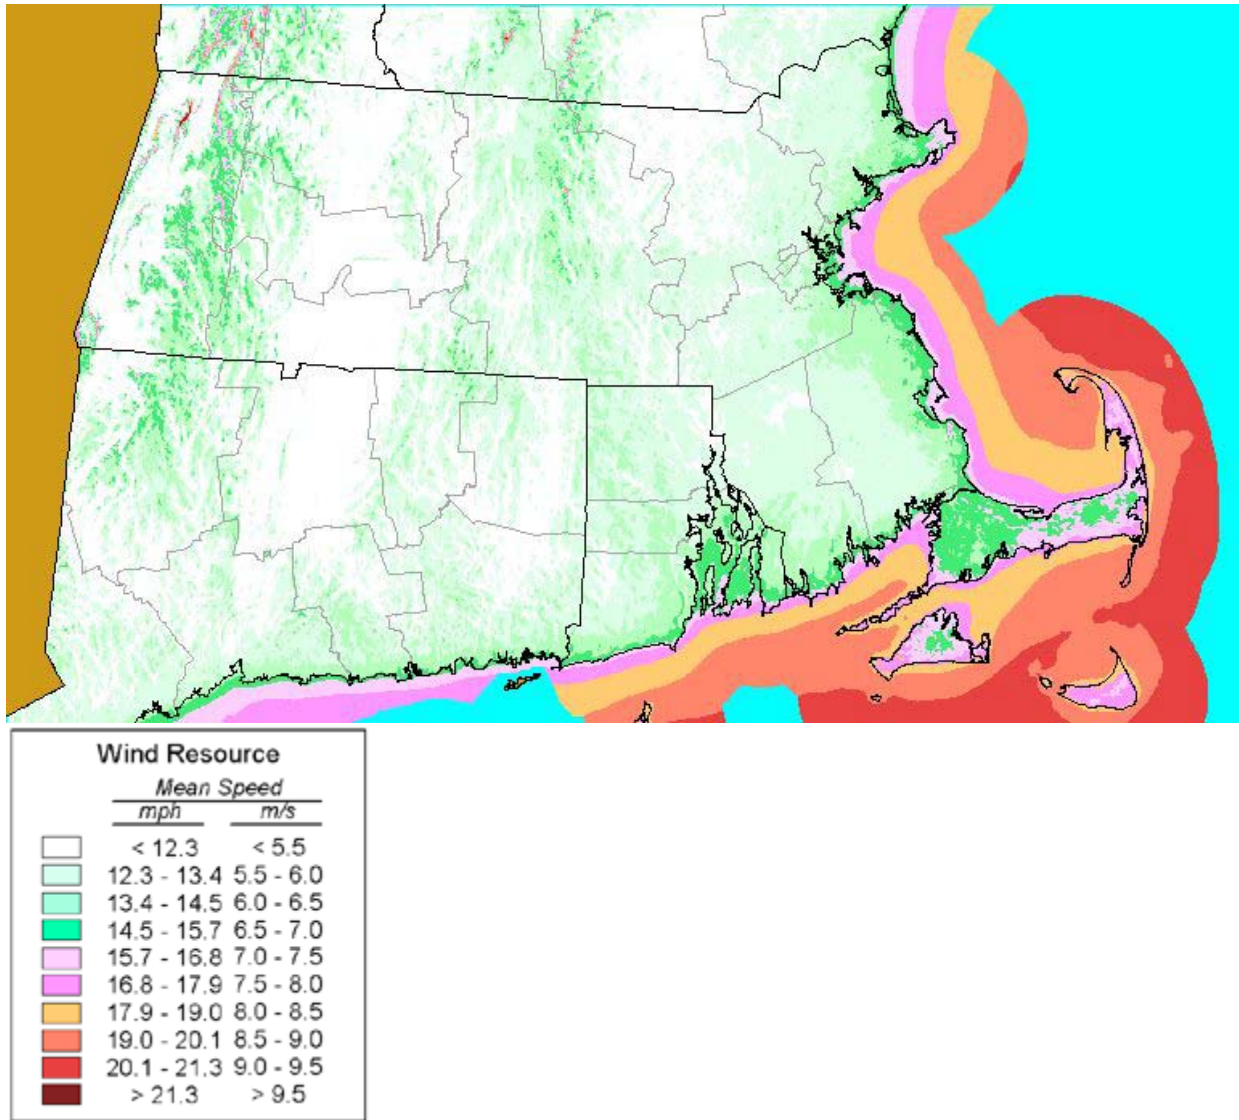 Wind Resource
Mean Speed
mph m/s
< 12.3 < 5.5
12.3 - 13.4 5.5 - 6.0
13.4 - 14.5 6.0 - 6.5
14.5 - 15.7 6.5 - 7.0
15.7 - 16.8 7.0 - 7.5
16.8 - 17.9 7.5 - 8.0
17.9 - 19.0 8.0 - 8.5
19.0 - 20.1 8.5 - 9.0
20.1 - 21.3 9.0 - 9.5
> 21.3 > 9.5